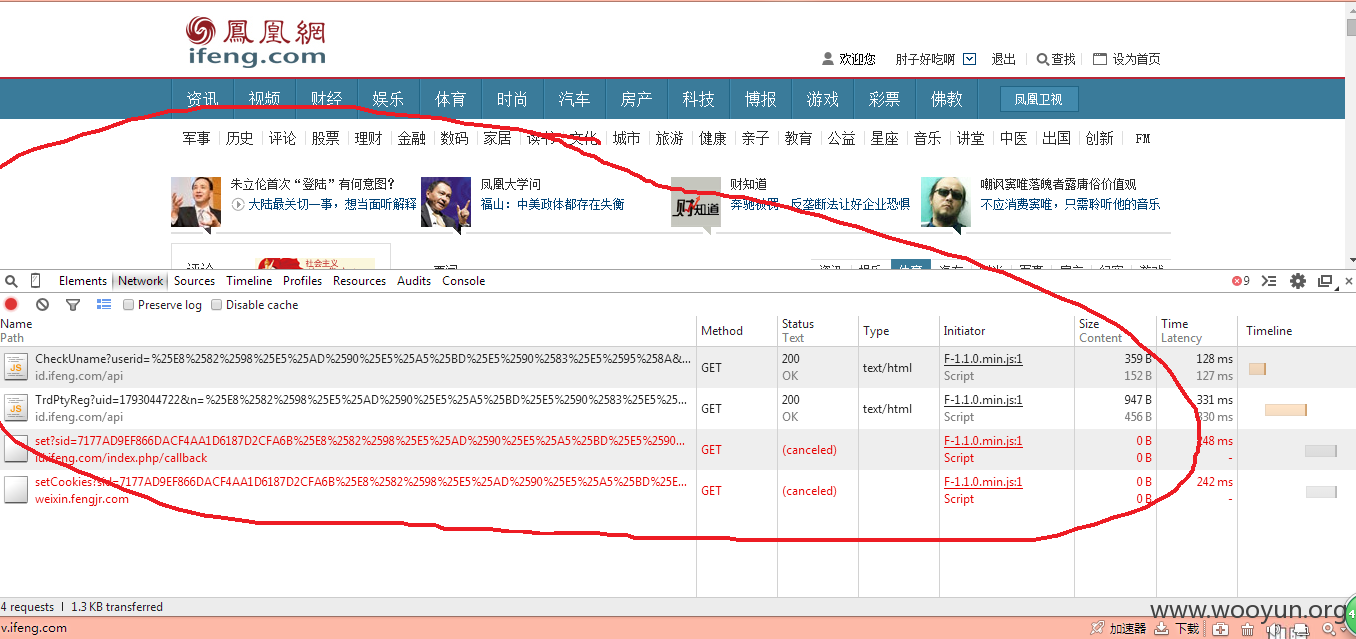 鳳凰網
ifeng.com
欢迎您 肘子好吃啊 退出 查找 设为首页
资讯 视频 财经 娱乐 体育 时尚 汽车 房产 科技 博报 游戏 彩票 佛教 凤凰卫视
军事 历史 评论 股票 理财 金融 数码 家居 读书 文化 城市 旅游 健康 亲子 教育 公益 星座 音乐 讲堂 中医 出国 创新 FM
朱立伦首次“登陆”有何意图?
大陆最关切一事,想当面听解释
凤凰大学问
福山:中美政体都存在失衡
财知道
财知道
奔驰被罚 反垄断法让好企业恐惧
嘲讽窦唯落魄者露庸俗价值观
不应消费窦唯,只需聆听他的音乐
社会主义
Elements Network Sources Timeline Profiles Resources Audits Console
9
Preserve log Disable cache
Name Path Method Status Text Type Initiator Size Content Time Latency Timeline
CheckUname?userid=%25E8%2582%2598%25E5%25AD%2590%25E5%25A5%25BD%25E5%2590%2583%25E5%2595%258A&... GET 200 text/html F-1.1.0.min.js:1 359 B 128 ms
id.ifeng.com/api OK Script 152 B 127 ms
TrdPtyReg?uid=1793044722&n=%25E8%2582%2598%25E5%25AD%2590%25E5%25A5%25BD%25E5%2590%2583%25E5%25... GET 200 text/html F-1.1.0.min.js:1 947 B 331 ms
id.ifeng.com/api OK Script 456 B 330 ms
set?sid=7177AD9EF866DACF4AA1D6187D2CFA6B%25E8%2582%2598%25E5%25AD%2590%25E5%25A5%25BD%25E5%2590... GET (canceled) F-1.1.0.min.js:1 0 B 248 ms
id.ifeng.com/index.php/callback Script 0 B -
setCookies?sid=7177AD9EF866DACF4AA1D6187D2CFA6B%25E8%2582%2598%25E5%25AD%2590%25E5%25A5%25BD%25E... GET (canceled) F-1.1.0.min.js:1 0 B 242 ms
weixin.fengjr.com Script 0 B -
4 requests | 1.3 KB transferred
www.wooyun.org
v.ifeng.com
加速器 下载